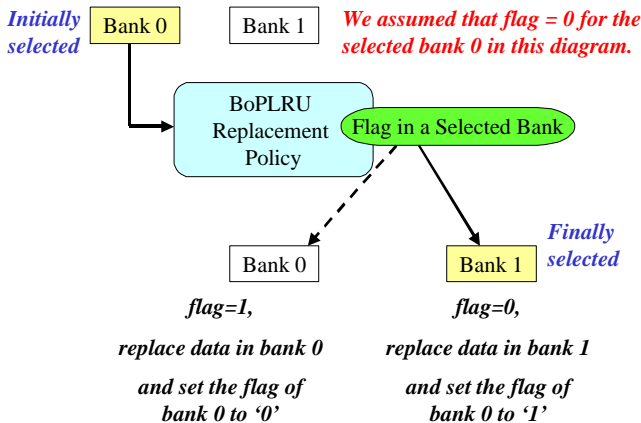 Initially
selected
Bank 0
Bank 1
We assumed that flag = 0 for the
selected bank 0 in this diagram.
BoPLRU
Replacement
Policy
Flag in a Selected Bank
Finally
selected
Bank 0
Bank 1
flag=1,
replace data in bank 0
and set the flag of
bank 0 to ‘0’
flag=0,
replace data in bank 1
and set the flag of
bank 0 to ‘1’